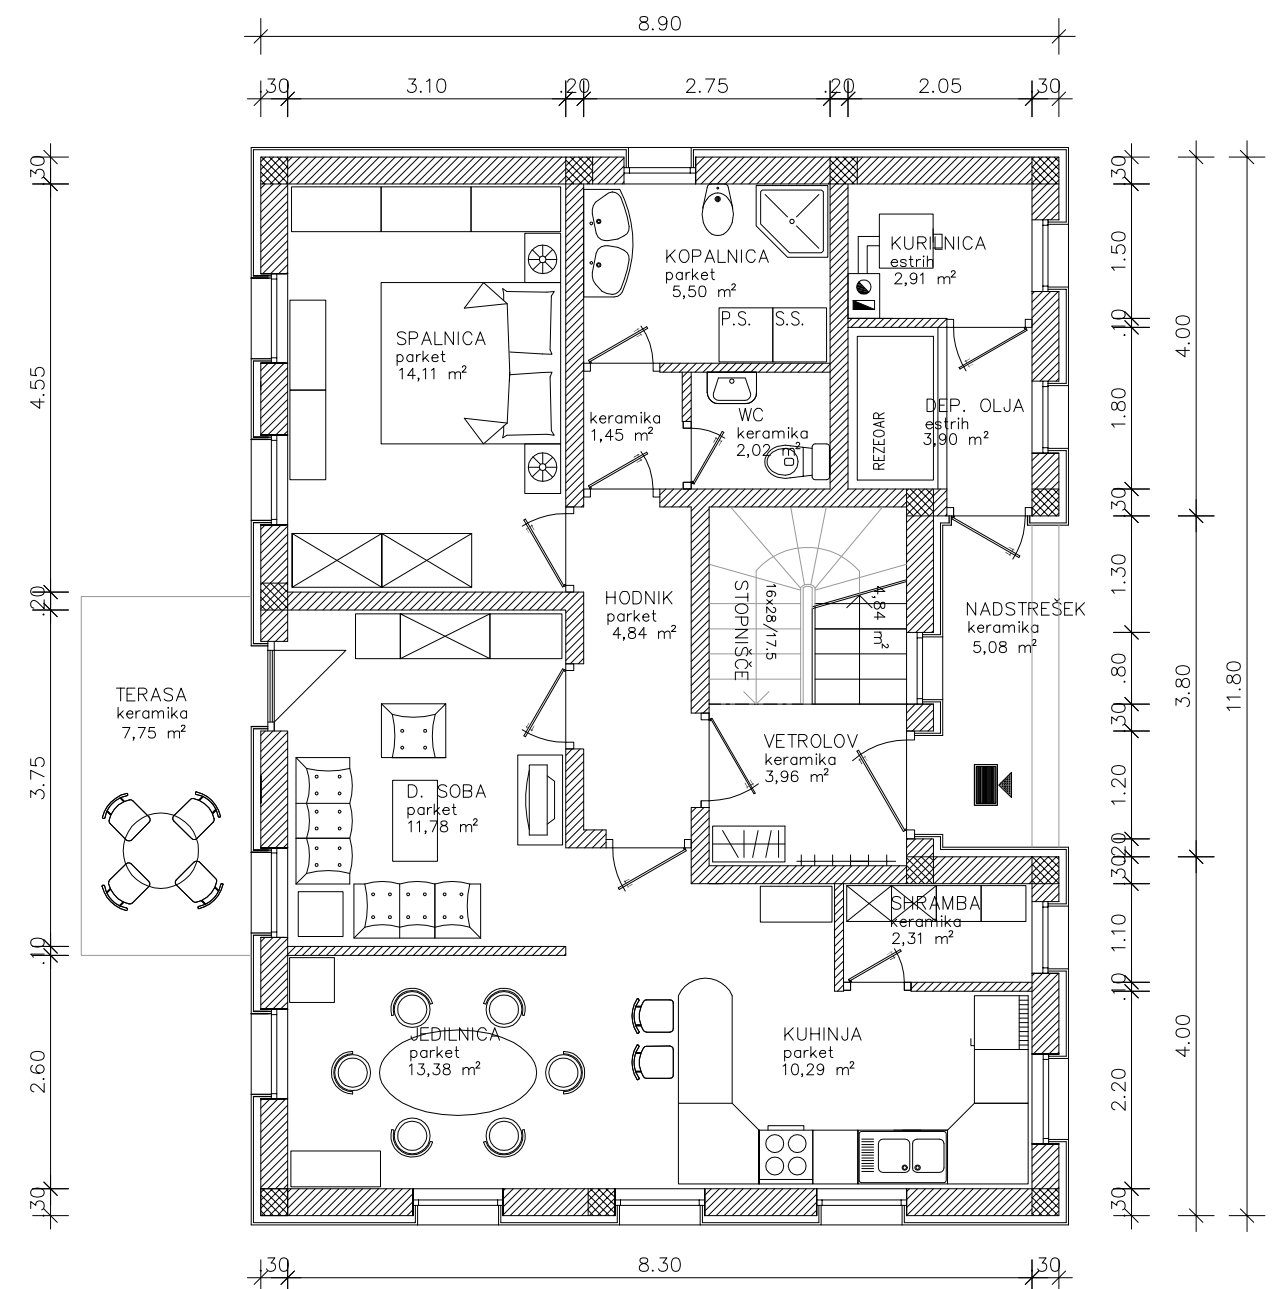 8.90
.30
3.10
.20
2.75
.20
2.05
.30
.30
4.55
.20
3.75
.10
2.60
.30
SPALNICA
parket
14,11 m²
KOPALNICA
parket
5,50 m²
P.S.
S.S.
KURILNICA
estrih
2,91 m²
keramika
1,45 m²
WC
keramika
2,02 m²
DEP. OLJA
estrih
3,90 m²
REZEOAR
HODNIK
parket
4,84 m²
STOPNIŠČE
16x28/17.5
4,84 m²
NADSTREŠEK
keramika
5,08 m²
TERASA
keramika
7,75 m²
D. SOBA
parket
11,78 m²
VETROLOV
keramika
3,96 m²
SHRAMBA
keramika
2,31 m²
JEDILNICA
parket
13,38 m²
KUHINJA
parket
10,29 m²
.30
1.50
.10
1.80
.30
1.30
.80
.30
1.20
.20
.30
1.10
.10
2.20
.30
4.00
3.80
4.00
11.80
.30
8.30
.30